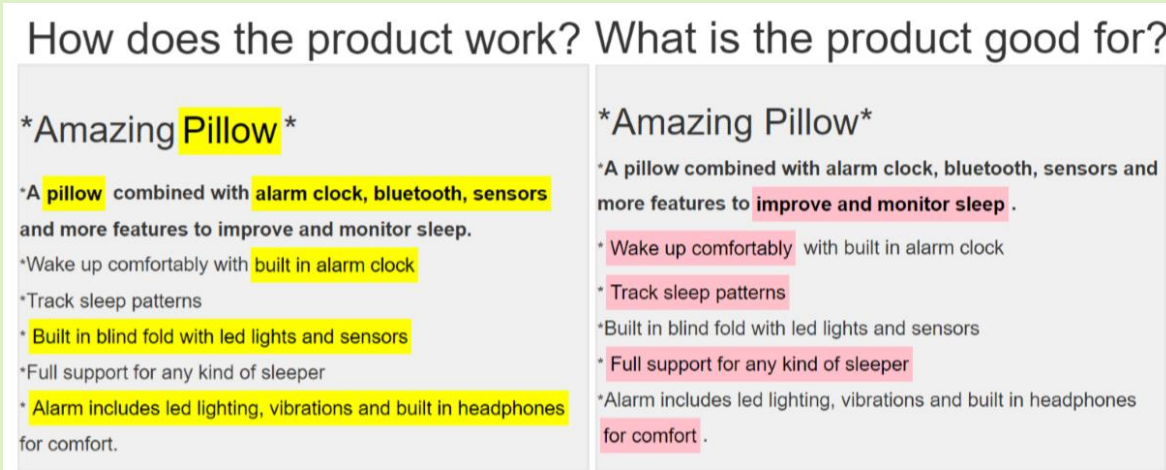 How does the product work?
*Amazing Pillow*
*A pillow combined with alarm clock, bluetooth, sensors
and more features to improve and monitor sleep.
*Wake up comfortably with built in alarm clock
*Track sleep patterns
* Built in blind fold with led lights and sensors
*Full support for any kind of sleeper
* Alarm includes led lighting, vibrations and built in headphones
for comfort.
What is the product good for?
*Amazing Pillow*
*A pillow combined with alarm clock, bluetooth, sensors and
more features to improve and monitor sleep.
* Wake up comfortably with built in alarm clock
* Track sleep patterns
*Built in blind fold with led lights and sensors
* Full support for any kind of sleeper
*Alarm includes led lighting, vibrations and built in headphones
for comfort.